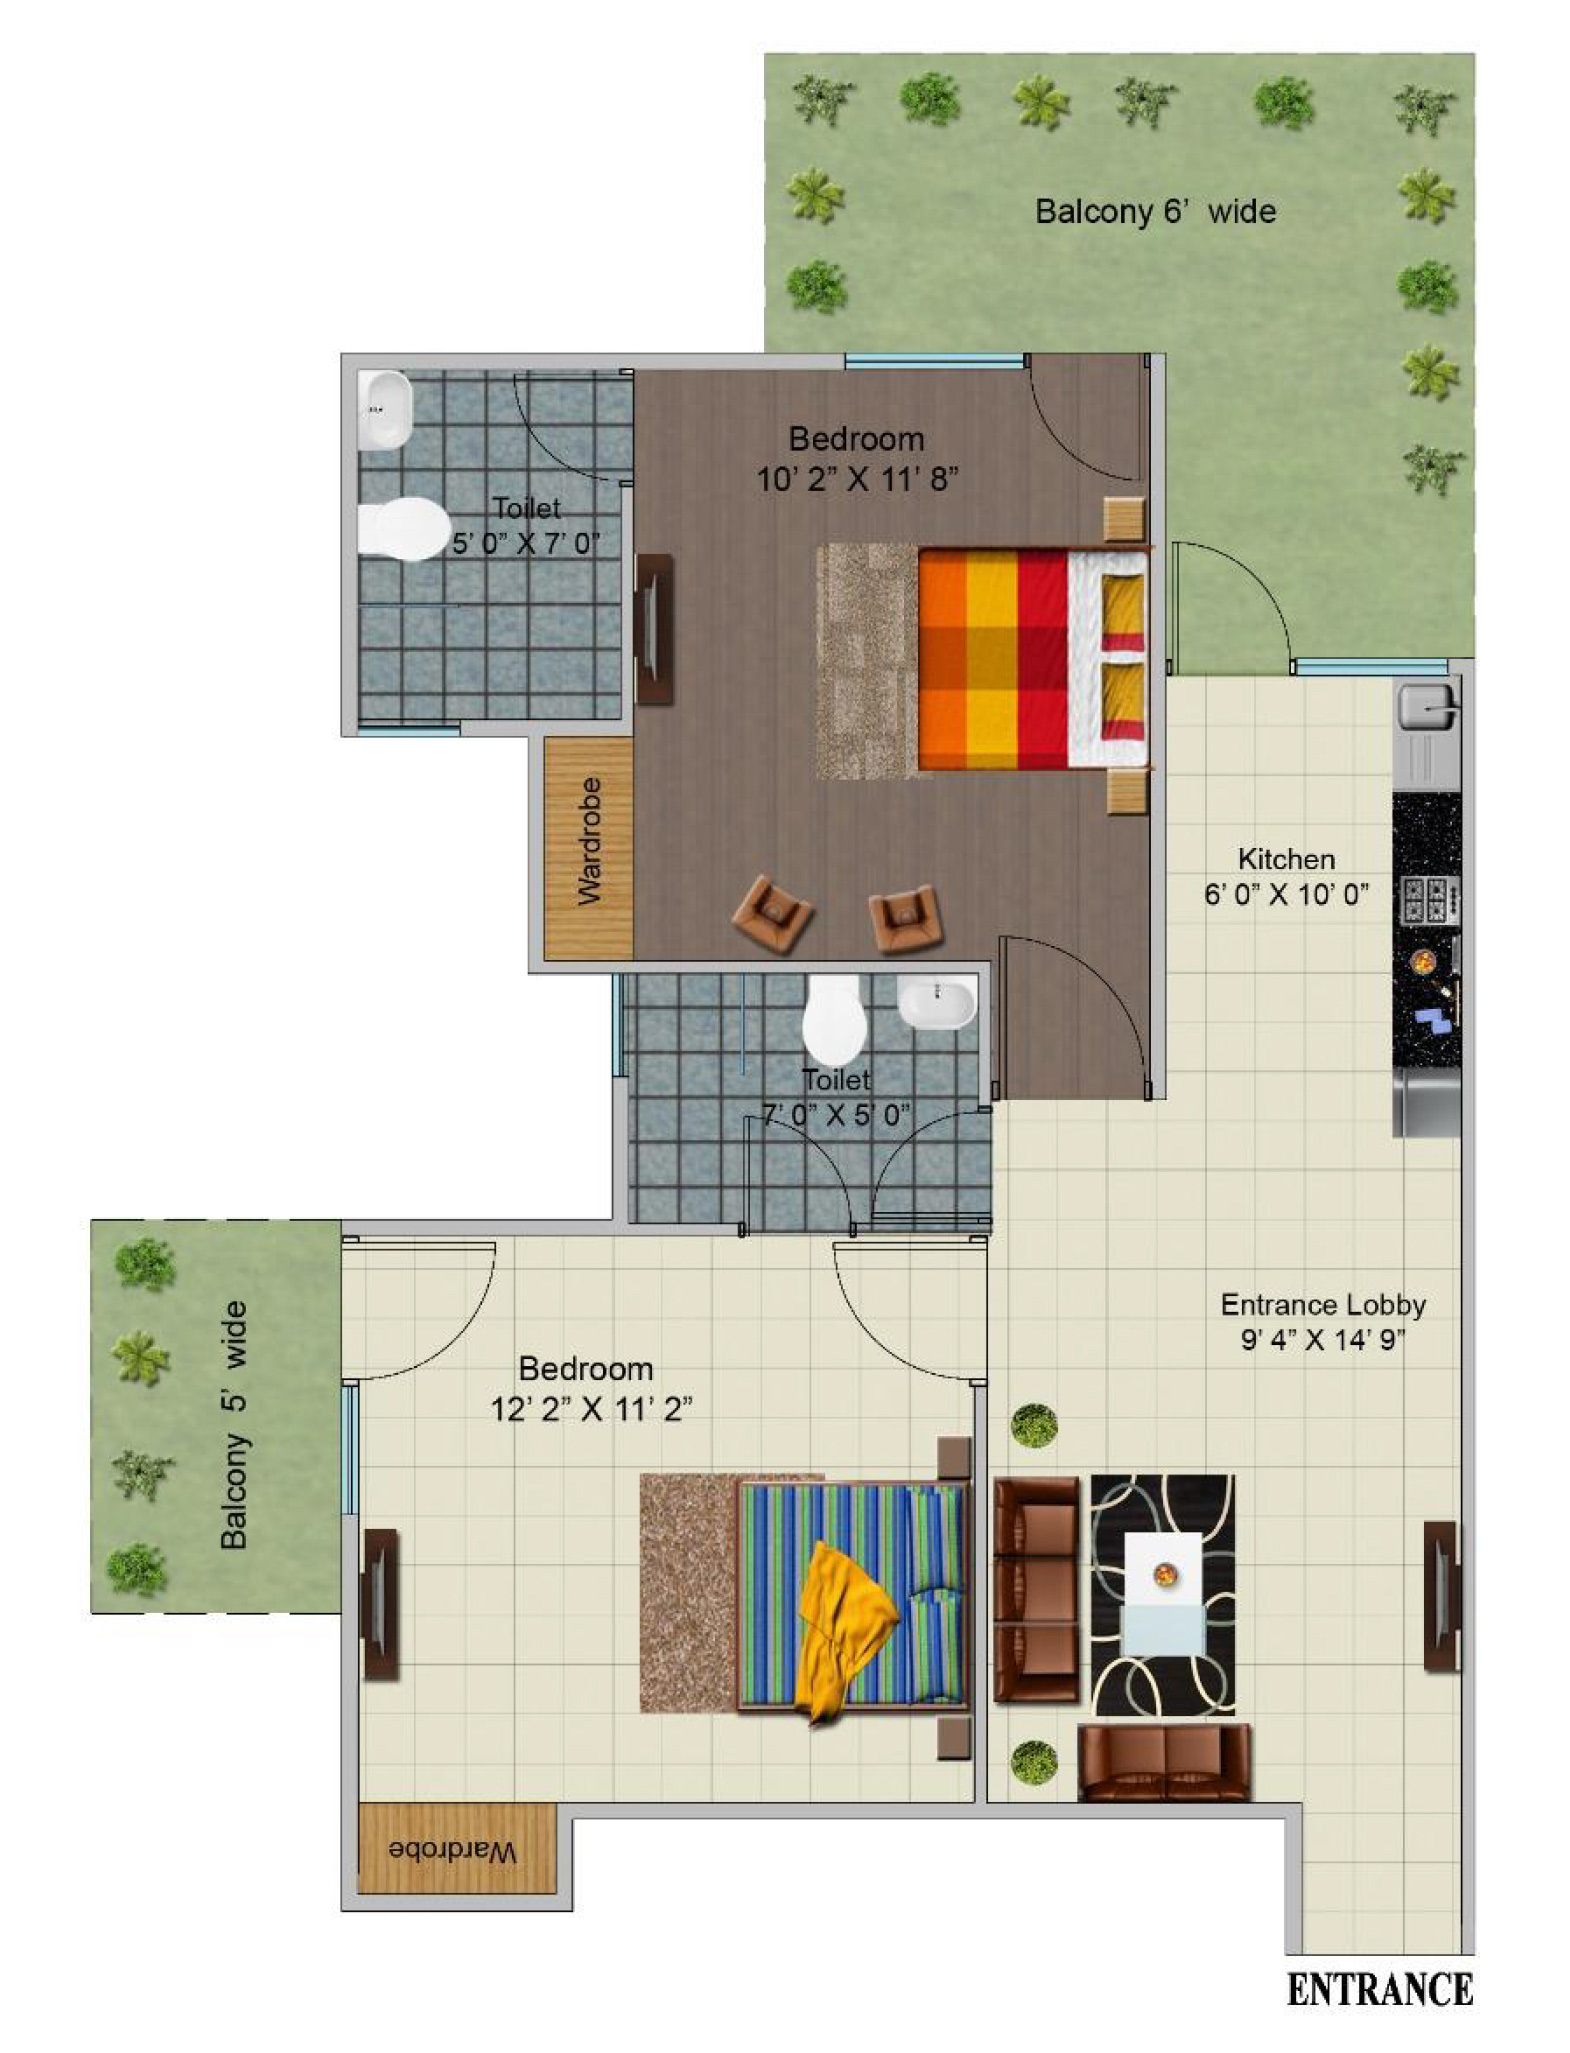 Balcony 6’ wide
Bedroom
10’ 2” X 11’ 8”
Toilet
5’ 0” X 7’ 0”
Wardrobe
Kitchen
6’ 0” X 10’ 0”
Toilet
7’ 0” X 5’ 0”
Entrance Lobby
9’ 4” X 14’ 9”
Balcony 5’ wide
Bedroom
12’ 2” X 11’ 2”
Wardrobe
ENTRANCE